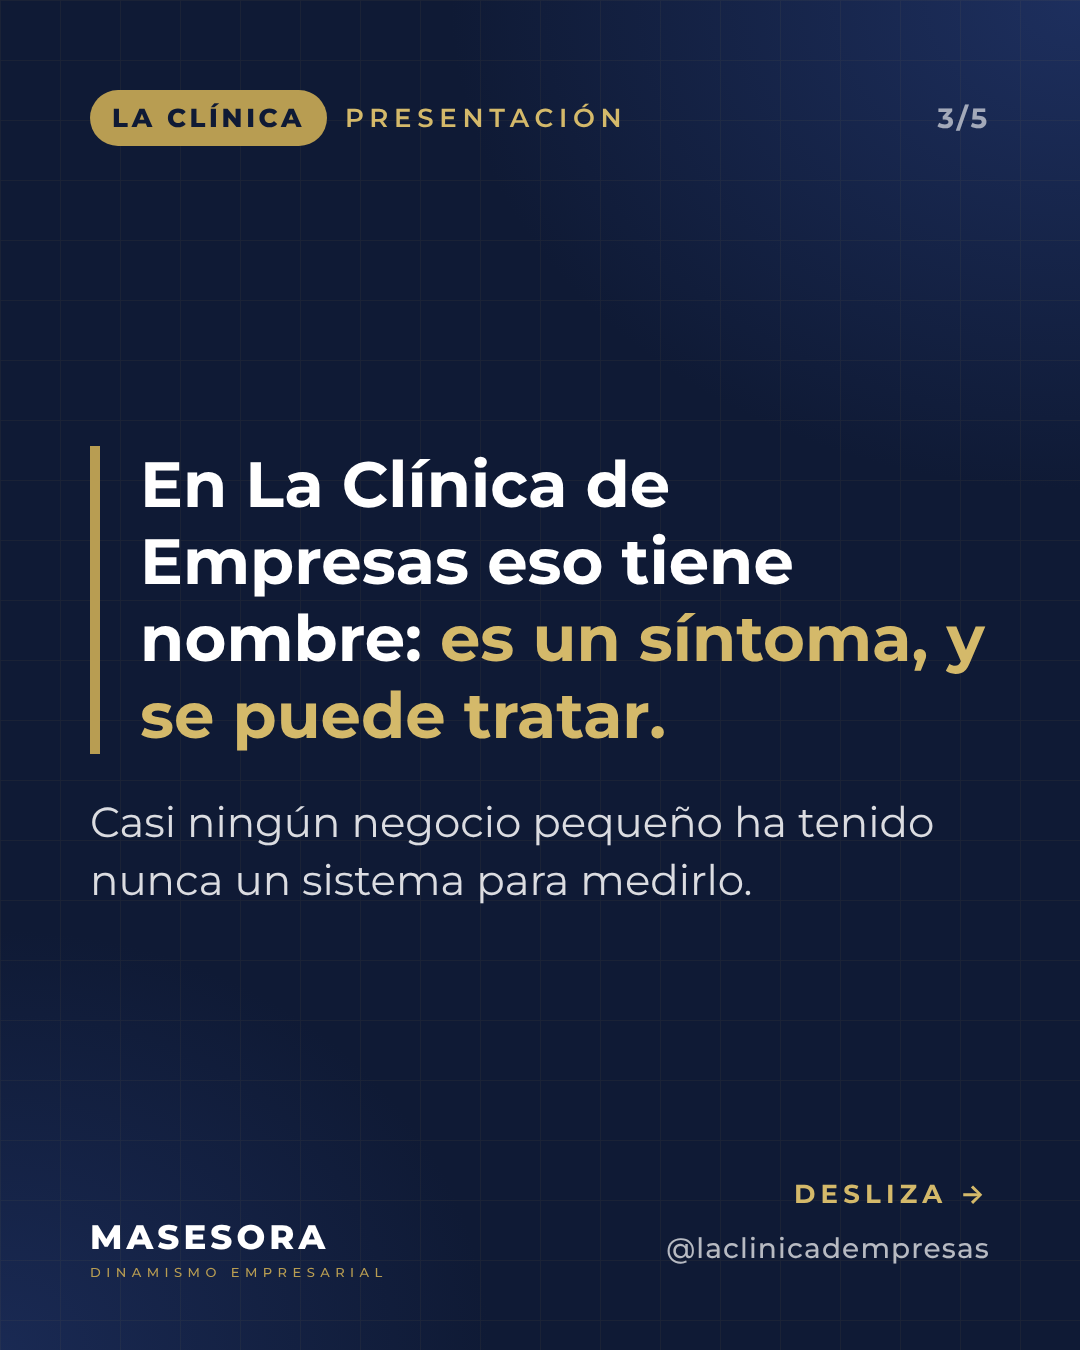 LA CLÍNICA PRESENTACIÓN 3/5
En La Clínica de
Empresas eso tiene
nombre: es un síntoma, y
se puede tratar.
Casi ningún negocio pequeño ha tenido
nunca un sistema para medirlo.
DESLIZA →
MASESORA
DINAMISMO EMPRESARIAL
@laclinicadempresas